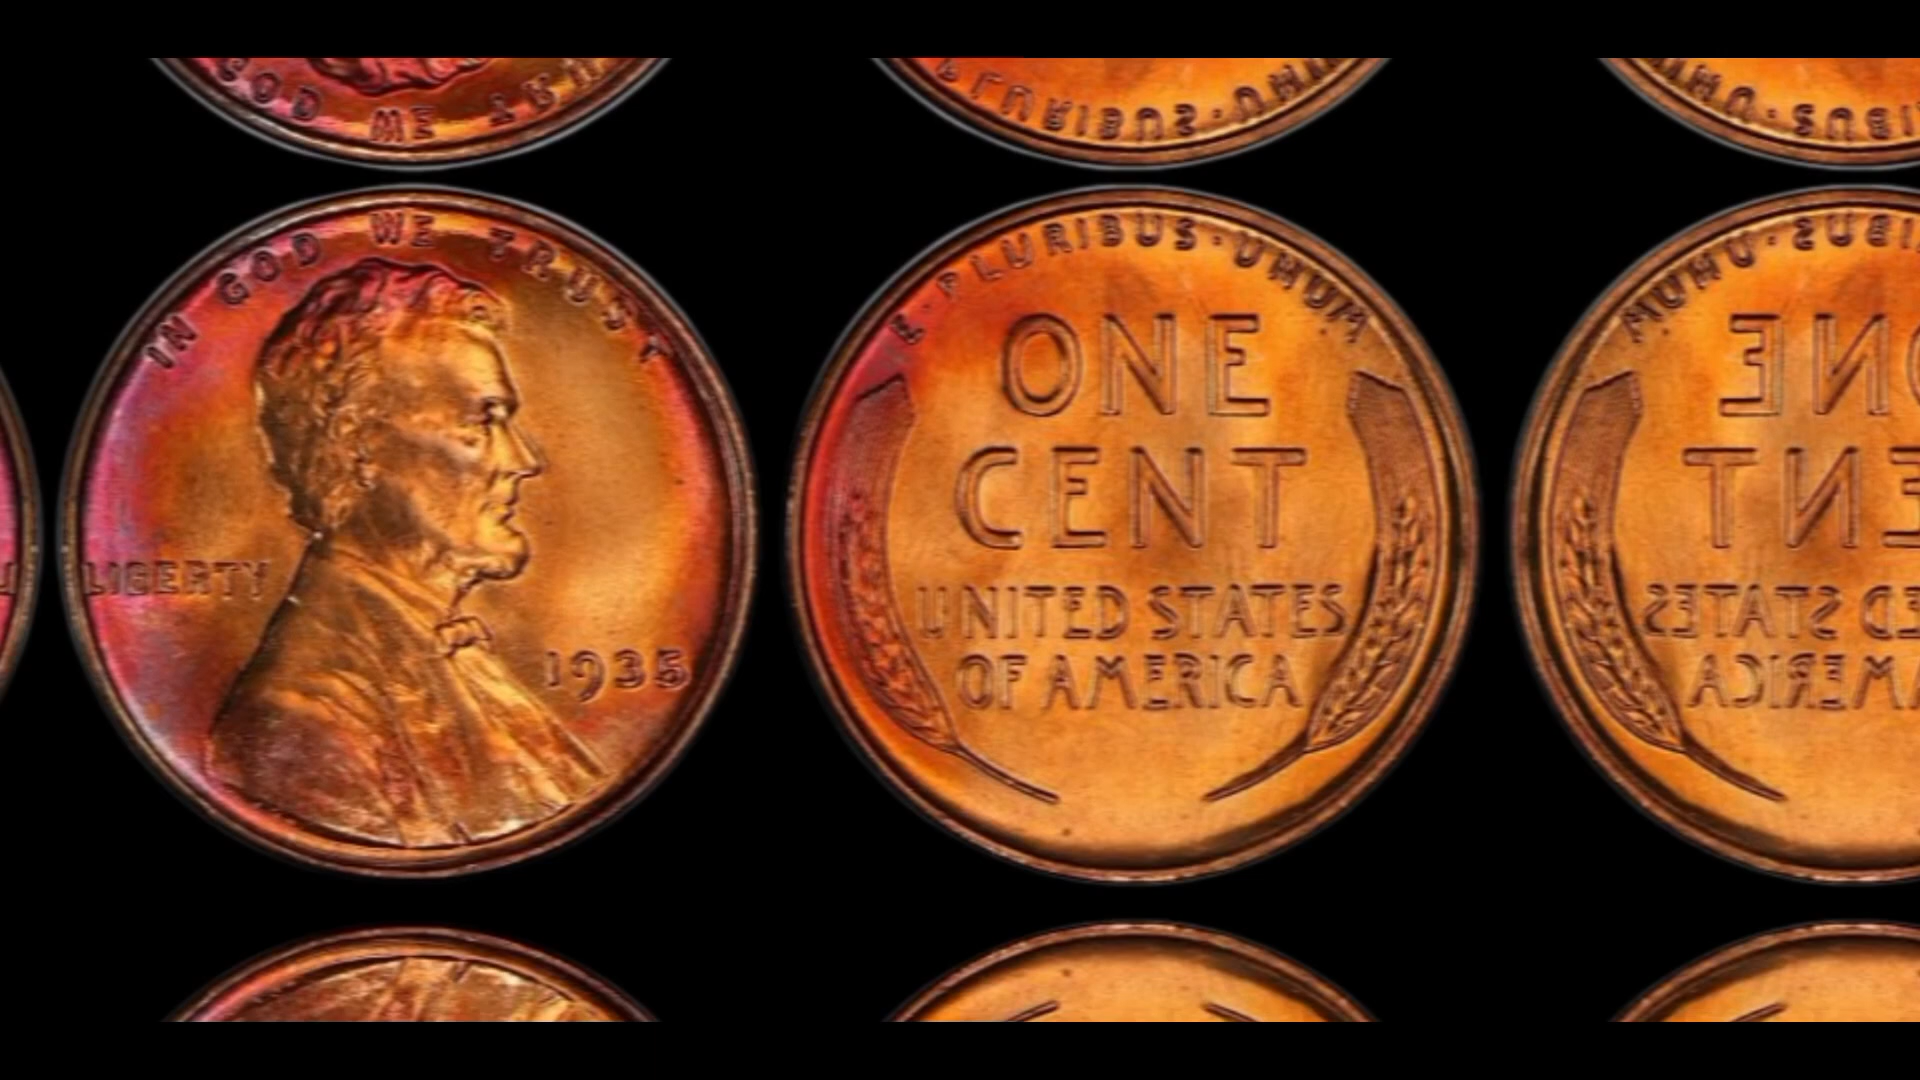 IN GOD WE TRUST
LIBERTY
1935
E·PLURIBUS·UNUM
ONE
CENT
UNITED STATES
OF AMERICA